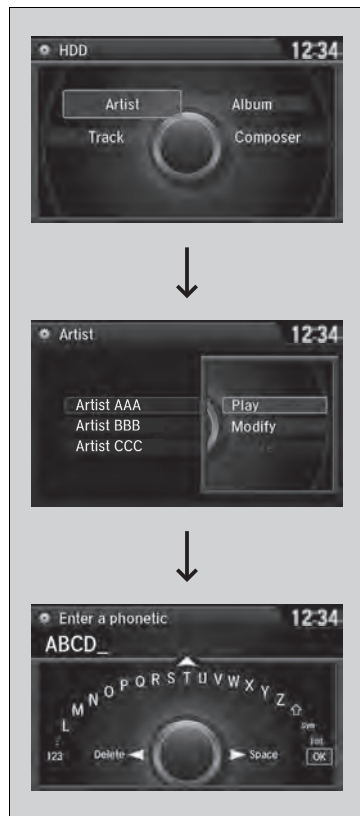 HDD 12:34
Artist Album
Track Composer
Artist 12:34
Artist AAA Play
Artist BBB Modify
Artist CCC
Enter a phonetic 12:34
ABCD_
L M N O P Q R S T U V W X Y Z
123 Delete Space OK